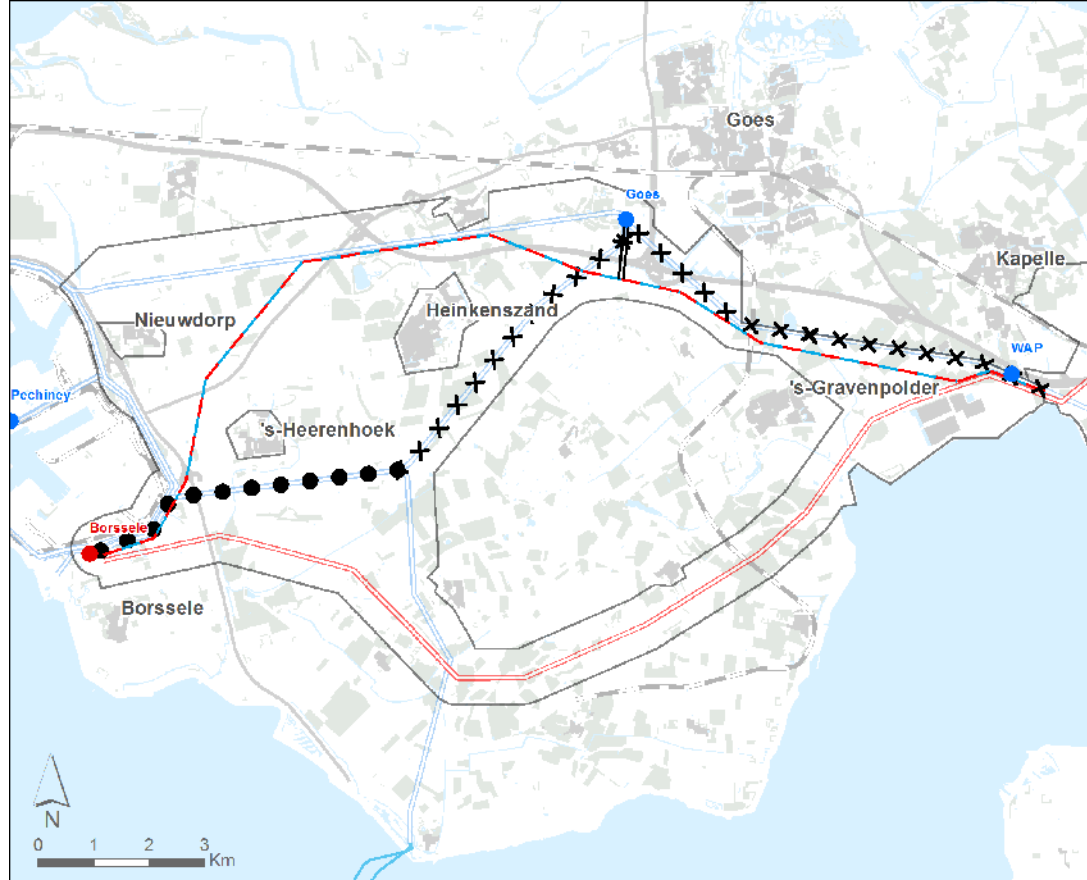 Goes
Goes
Kapelle
Heinkenszand
Nieuwdorp
WAP
Pechiney
's-Gravenpolder
's-Heerenhoek
Borssele
Borssele
N
0 1 2 3
Km